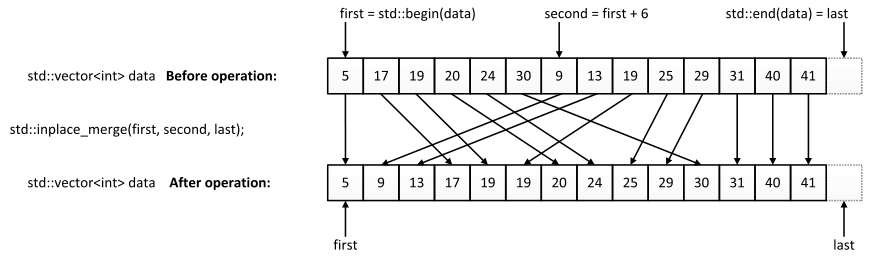 first = std::begin(data) second = first + 6 std::end(data) = last
std::vector<int> data Before operation: 5 17 19 20 24 30 9 13 19 25 29 31 40 41
std::inplace_merge(first, second, last);
std::vector<int> data After operation: 5 9 13 17 19 19 20 24 25 29 30 31 40 41
first last